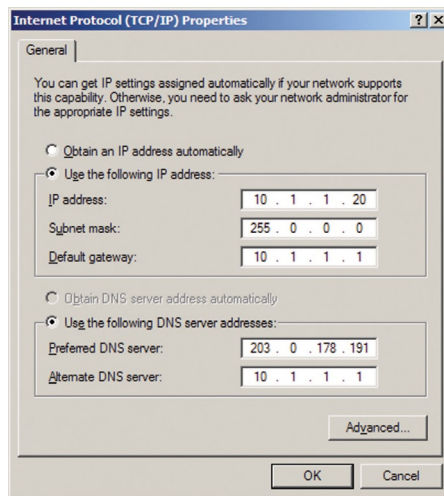 Internet Protocol (TCP/IP) Properties
? ×
General
You can get IP settings assigned automatically if your network supports
this capability. Otherwise, you need to ask your network administrator for
the appropriate IP settings.
Obtain an IP address automatically
Use the following IP address:
IP address: 10 . 1 . 1 . 20
Subnet mask: 255 . 0 . 0 . 0
Default gateway: 10 . 1 . 1 . 1
Obtain DNS server address automatically
Use the following DNS server addresses:
Preferred DNS server: 203 . 0 . 178 . 191
Alternate DNS server: 10 . 1 . 1 . 1
Advanced...
OK Cancel